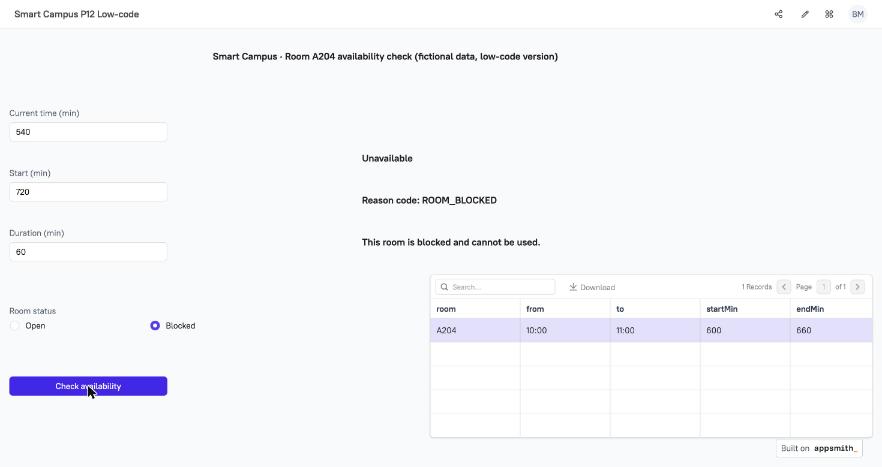 Smart Campus P12 Low-code
BM
Smart Campus - Room A204 availability check (fictional data, low-code version)
Current time (min)
540
Start (min)
720
Duration (min)
60
Room status
Open
Blocked
Check availability
Unavailable
Reason code: ROOM_BLOCKED
This room is blocked and cannot be used.
Search...
Download
1 Records
Page 1 of 1
room from to startMin endMin
A204 10:00 11:00 600 660
Built on appsmith_